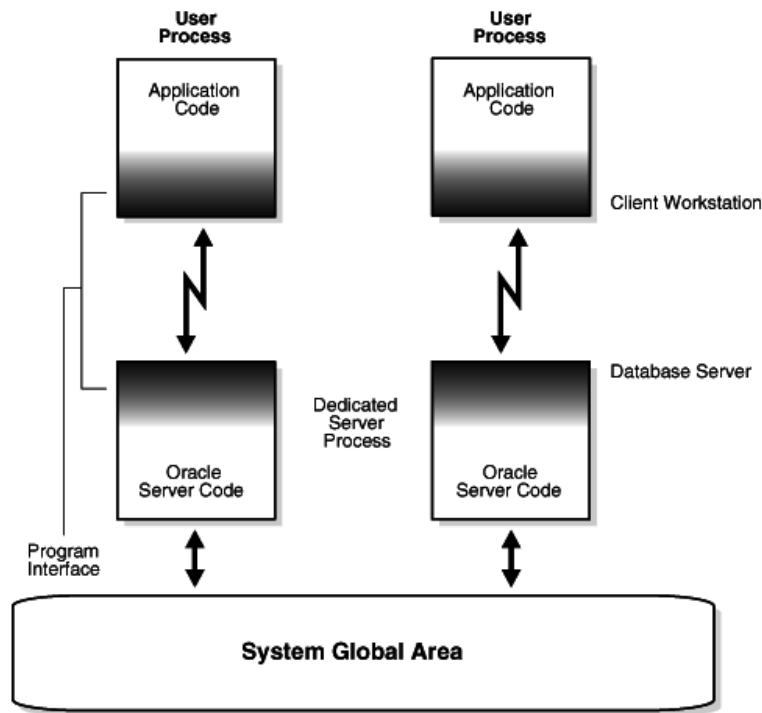 User
Process
User
Process
Application
Code
Application
Code
Client Workstation
Database Server
Dedicated
Server
Process
Oracle
Server Code
Oracle
Server Code
Program
Interface
System Global Area